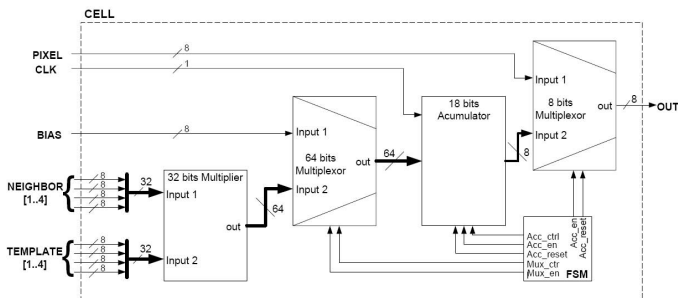 CELL
PIXEL
8
CLK
1
BIAS
8
NEIGHBOR
[1..4]
8
8
8
8
32
TEMPLATE
[1..4]
8
8
8
8
32
32 bits Multiplier
Input 1
out
Input 2
64
Input 1
64 bits
Multiplexor
out
Input 2
64
18 bits
Acumulator
8
8 bits
Multiplexor
Input 1
out
Input 2
8
OUT
Acc_en
Acc_reset
Acc_ctrl
Acc_en
Acc_reset
Mux_ctr
Mux_en
FSM